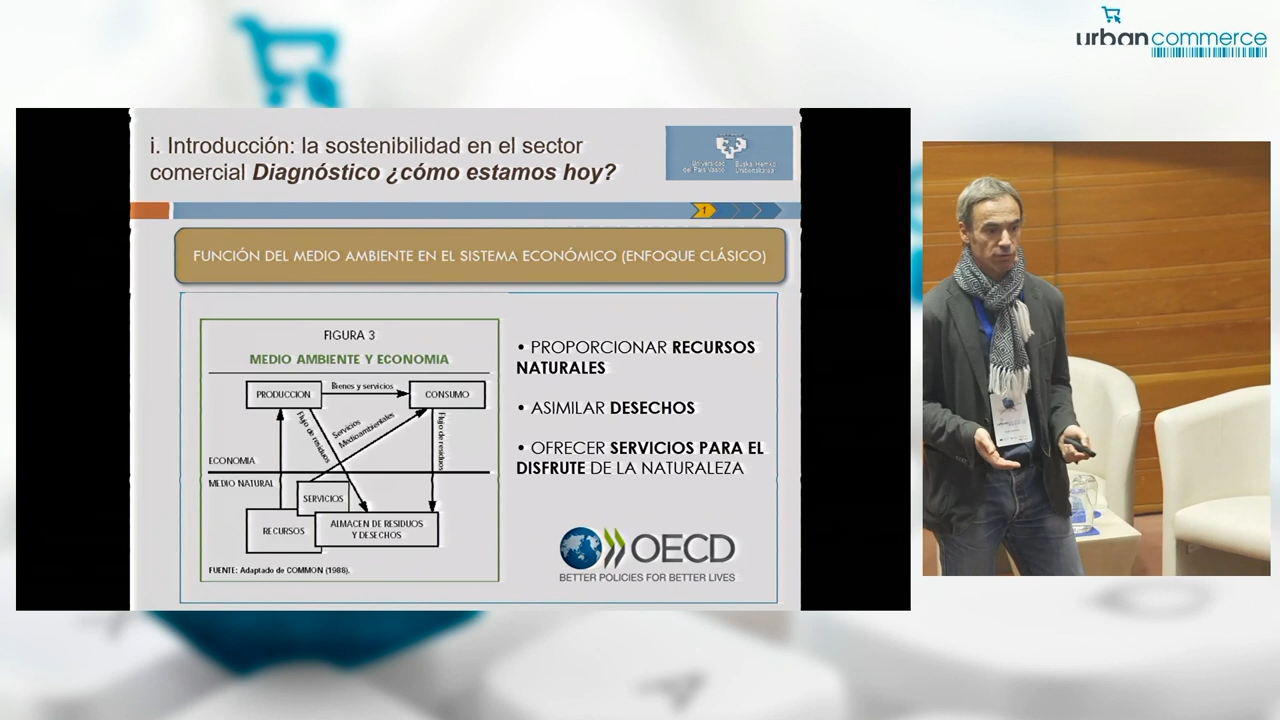 urbancommerce
i. Introducción: la sostenibilidad en el sector
comercial Diagnóstico ¿cómo estamos hoy?
Universidad
del País Vasco
Euskal Herriko
Unibertsitatea
1
FUNCIÓN DEL MEDIO AMBIENTE EN EL SISTEMA ECONÓMICO (ENFOQUE CLÁSICO)
FIGURA 3
MEDIO AMBIENTE Y ECONOMIA
PRODUCCION
Bienes y servicios
CONSUMO
Flujo de residuos
Servicios
Medioambientales
Flujo de residuos
ECONOMIA
MEDIO NATURAL
SERVICIOS
RECURSOS
ALMACEN DE RESIDUOS
Y DESECHOS
FUENTE: Adaptado de COMMON (1988).
• PROPORCIONAR RECURSOS
NATURALES
• ASIMILAR DESECHOS
• OFRECER SERVICIOS PARA EL
DISFRUTE DE LA NATURALEZA
OECD
BETTER POLICIES FOR BETTER LIVES